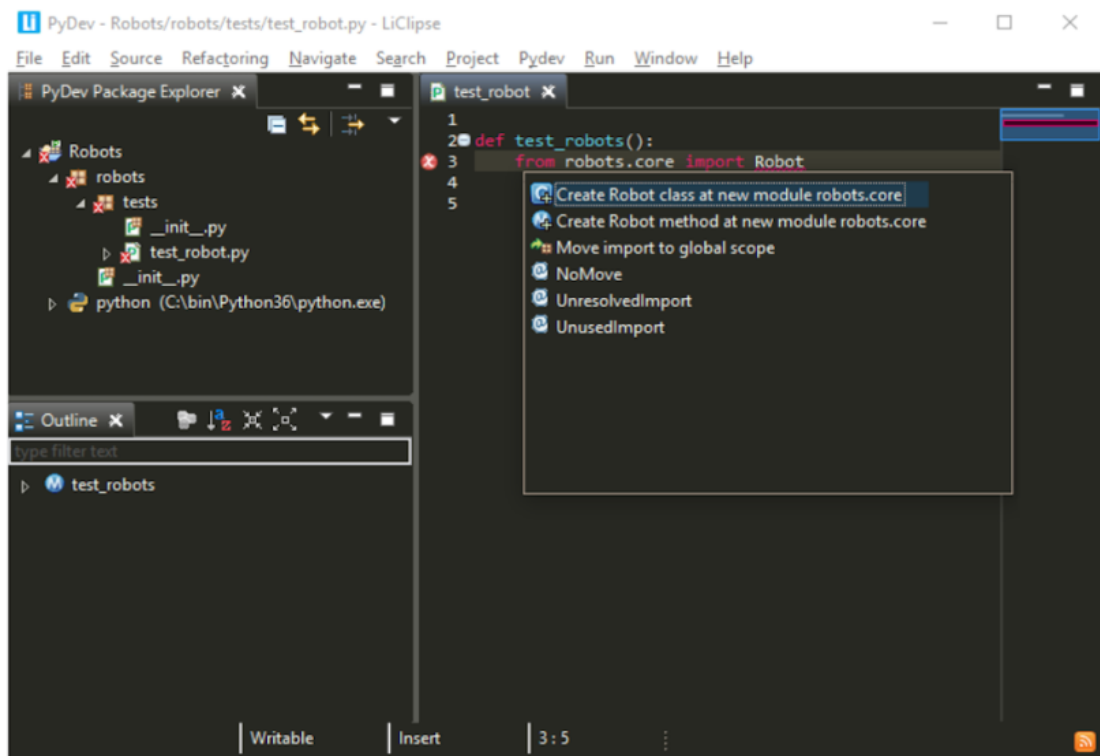 PyDev - Robots/robots/tests/test_robot.py - LiClipse
File Edit Source Refactoring Navigate Search Project Pydev Run Window Help
PyDev Package Explorer
Robots
robots
tests
__init__.py
test_robot.py
__init__.py
python (C:\bin\Python36\python.exe)
Outline
type filter text
test_robots
test_robot
1
2 def test_robots():
3 from robots.core import Robot
4
5
Create Robot class at new module robots.core
Create Robot method at new module robots.core
Move import to global scope
NoMove
UnresolvedImport
UnusedImport
Writable Insert 3 : 5